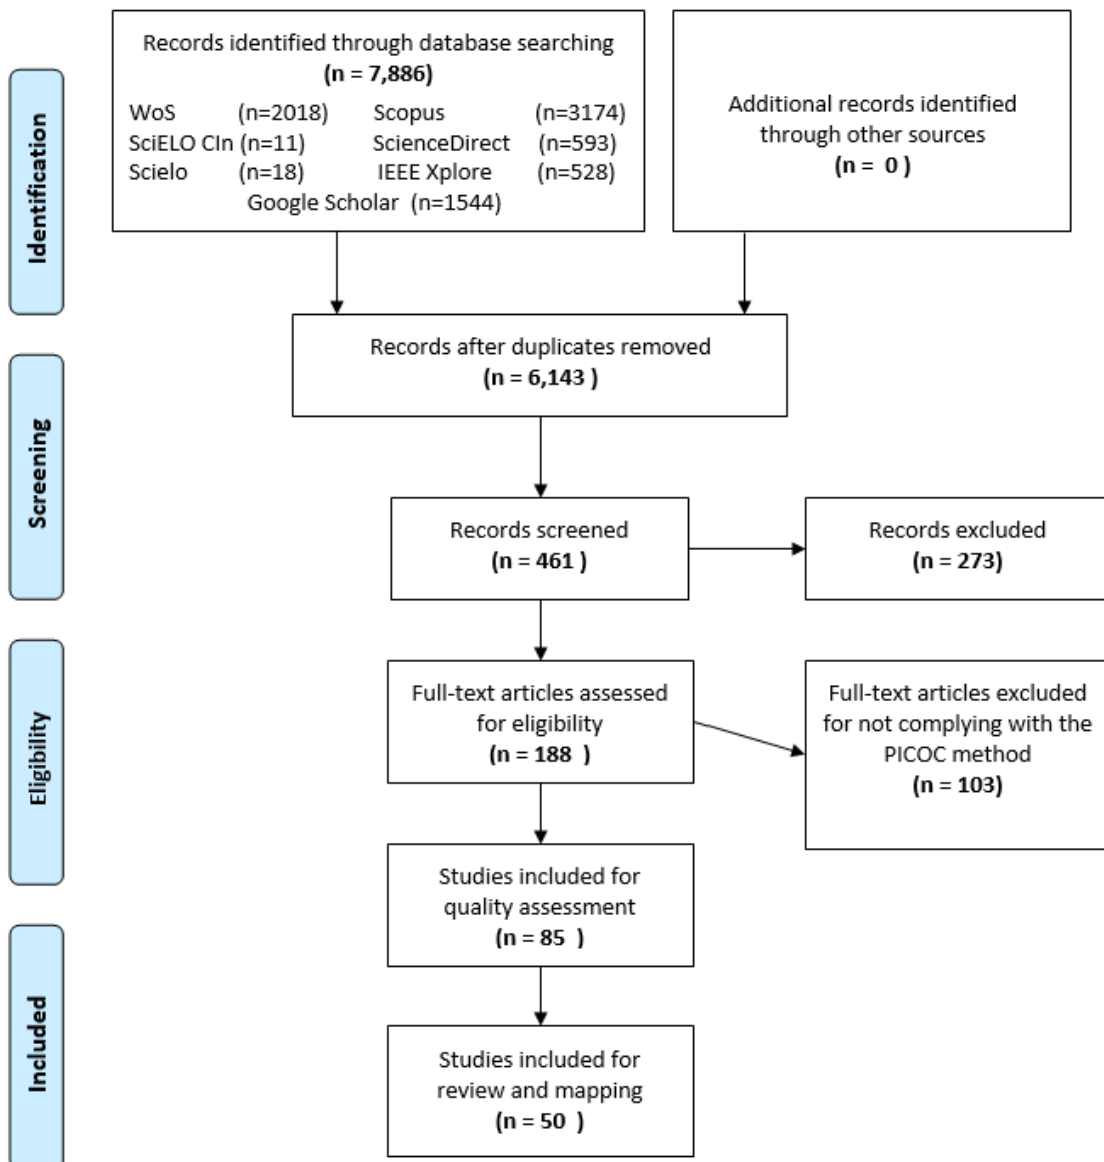 Records identified through database searching
(n = 7,886)
WoS (n=2018) Scopus (n=3174)
SciELO CIn (n=11) ScienceDirect (n=593)
Scielo (n=18) IEEE Xplore (n=528)
Google Scholar (n=1544)
Additional records identified
through other sources
(n = 0 )
Identification
Records after duplicates removed
(n = 6,143 )
Screening
Records screened
(n = 461 )
Records excluded
(n = 273)
Eligibility
Full-text articles assessed
for eligibility
(n = 188 )
Full-text articles excluded
for not complying with the
PICOC method
(n = 103)
Studies included for
quality assessment
(n = 85 )
Included
Studies included for
review and mapping
(n = 50 )